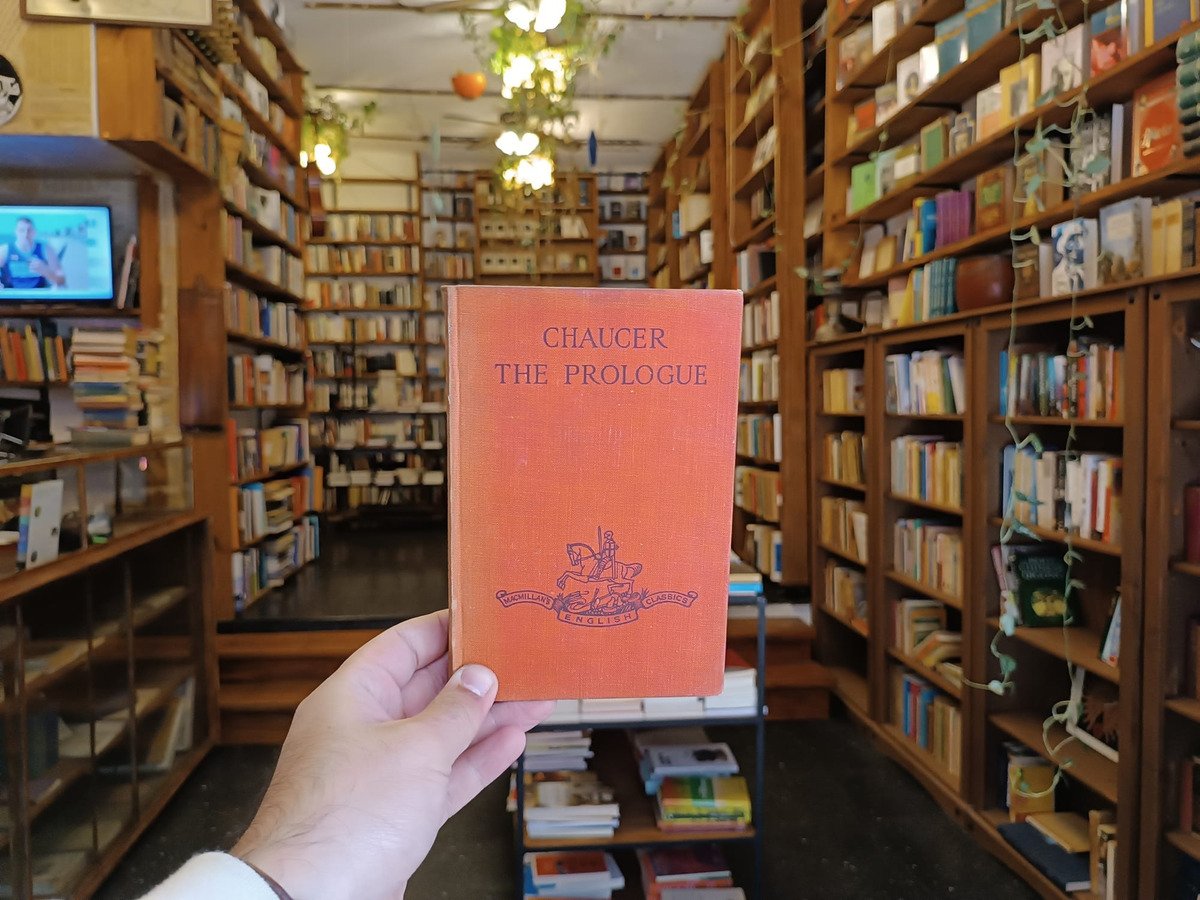 CHAUCER
THE PROLOGUE
MACMILLAN'S CLASSICS
ENGLISH